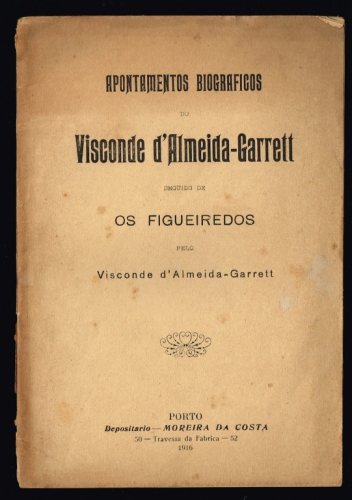 APONTAMENTOS BIOGRAFICOS
DO
Visconde d'Almeida-Garrett
SEGUIDO DE
OS FIGUEIREDOS
PELO
Visconde d'Almeida-Garrett
PORTO
Depositario — MOREIRA DA COSTA
50 — Travessa da Fabrica — 52
1916